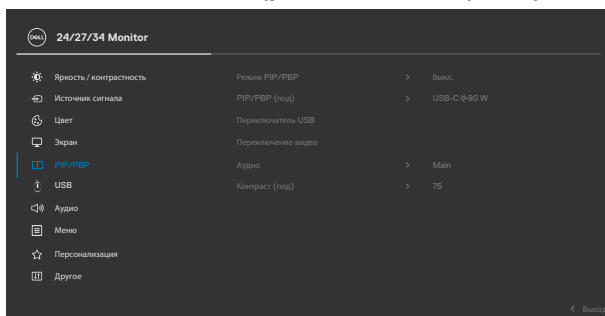 DELL 24/27/34 Monitor
Яркость / контрастность Режим PIP/PBP > Выкл.
Источник сигнала PIP/PBP (под) > USB-C 90 W
Цвет Переключатель USB
Экран Переключение видео
PIP/PBP Аудио > Main
USB Контраст (под) > 75
Аудио
Меню
Персонализация
Другое
< Выход